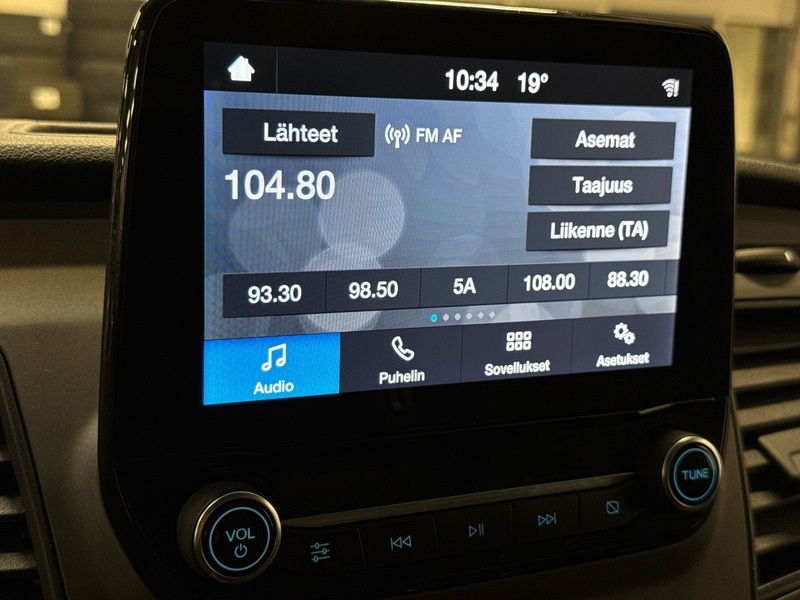 10:34 19°
Lähteet
FM AF
Asemat
104.80
Taajuus
Liikenne (TA)
93.30 98.50 5A 108.00 88.30
Audio Puhelin Sovellukset Asetukset
VOL
TUNE